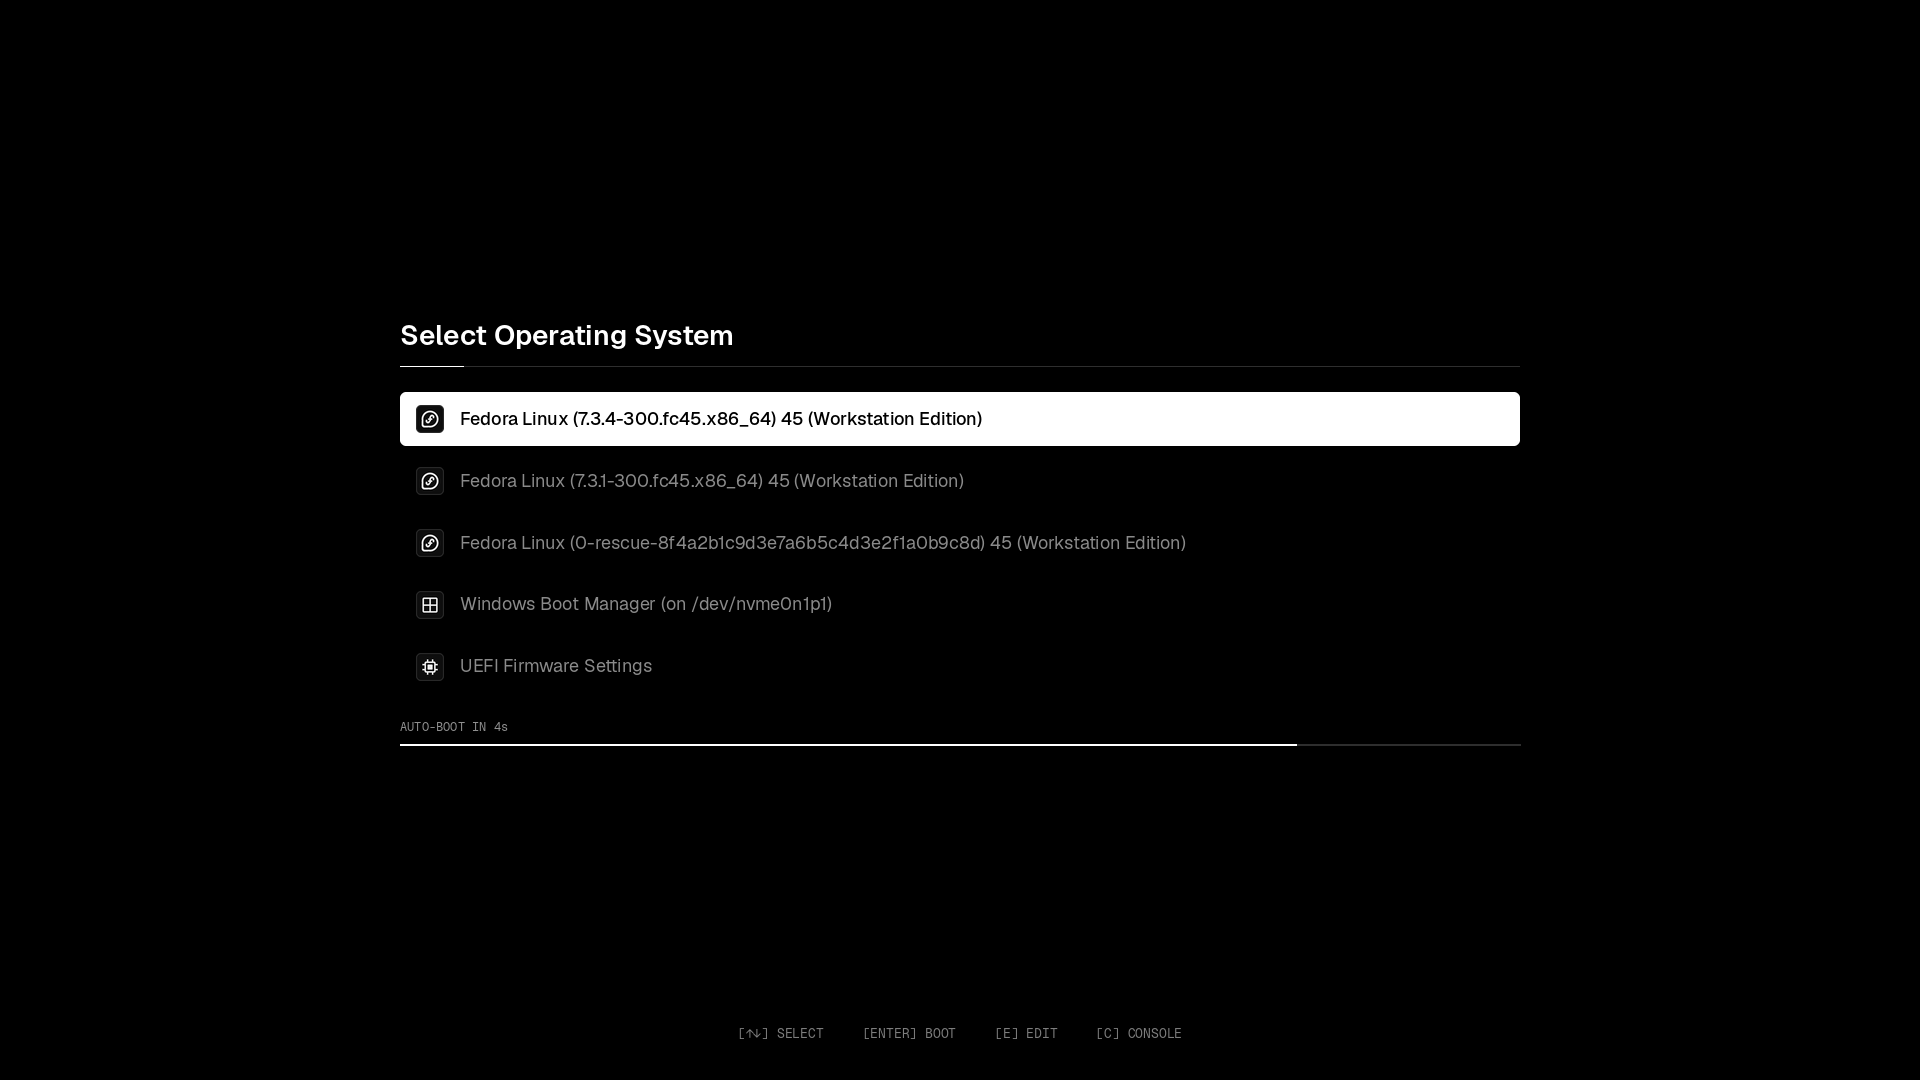 Select Operating System
Fedora Linux (7.3.4-300.fc45.x86_64) 45 (Workstation Edition)
Fedora Linux (7.3.1-300.fc45.x86_64) 45 (Workstation Edition)
Fedora Linux (0-rescue-8f4a2b1c9d3e7a6b5c4d3e2f1a0b9c8d) 45 (Workstation Edition)
Windows Boot Manager (on /dev/nvme0n1p1)
UEFI Firmware Settings
AUTO-BOOT IN 4s
[↑↓] SELECT [ENTER] BOOT [E] EDIT [C] CONSOLE